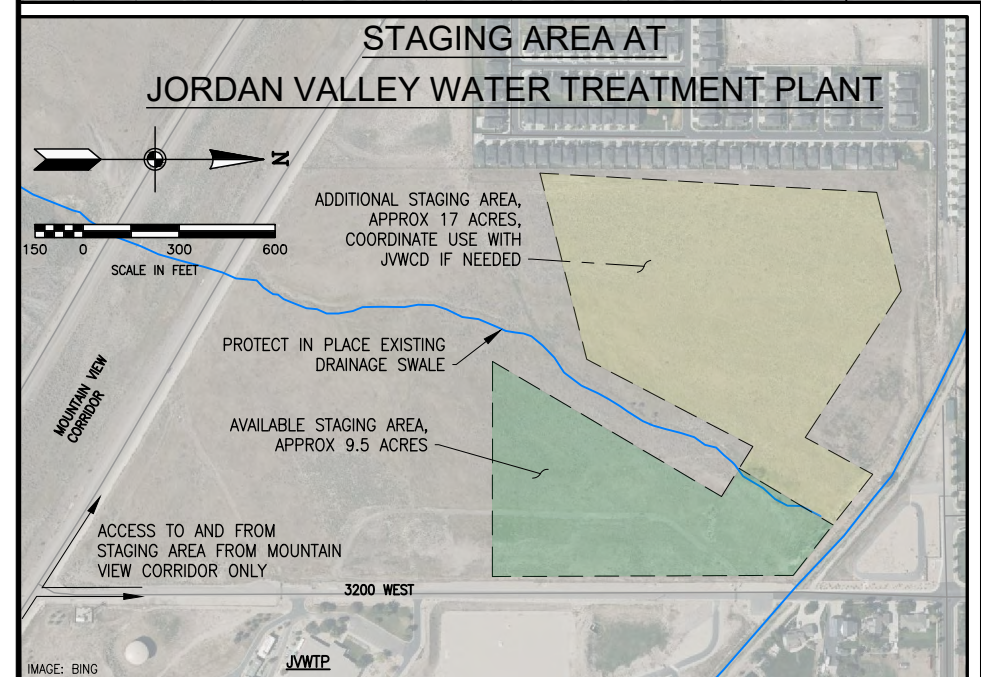 STAGING AREA AT
JORDAN VALLEY WATER TREATMENT PLANT
N
150 0 300 600
SCALE IN FEET
ADDITIONAL STAGING AREA,
APPROX 17 ACRES,
COORDINATE USE WITH
JVWCD IF NEEDED
PROTECT IN PLACE EXISTING
DRAINAGE SWALE
MOUNTAIN VIEW
CORRIDOR
AVAILABLE STAGING AREA,
APPROX 9.5 ACRES
ACCESS TO AND FROM
STAGING AREA FROM MOUNTAIN
VIEW CORRIDOR ONLY
3200 WEST
JVWTP
IMAGE: BING